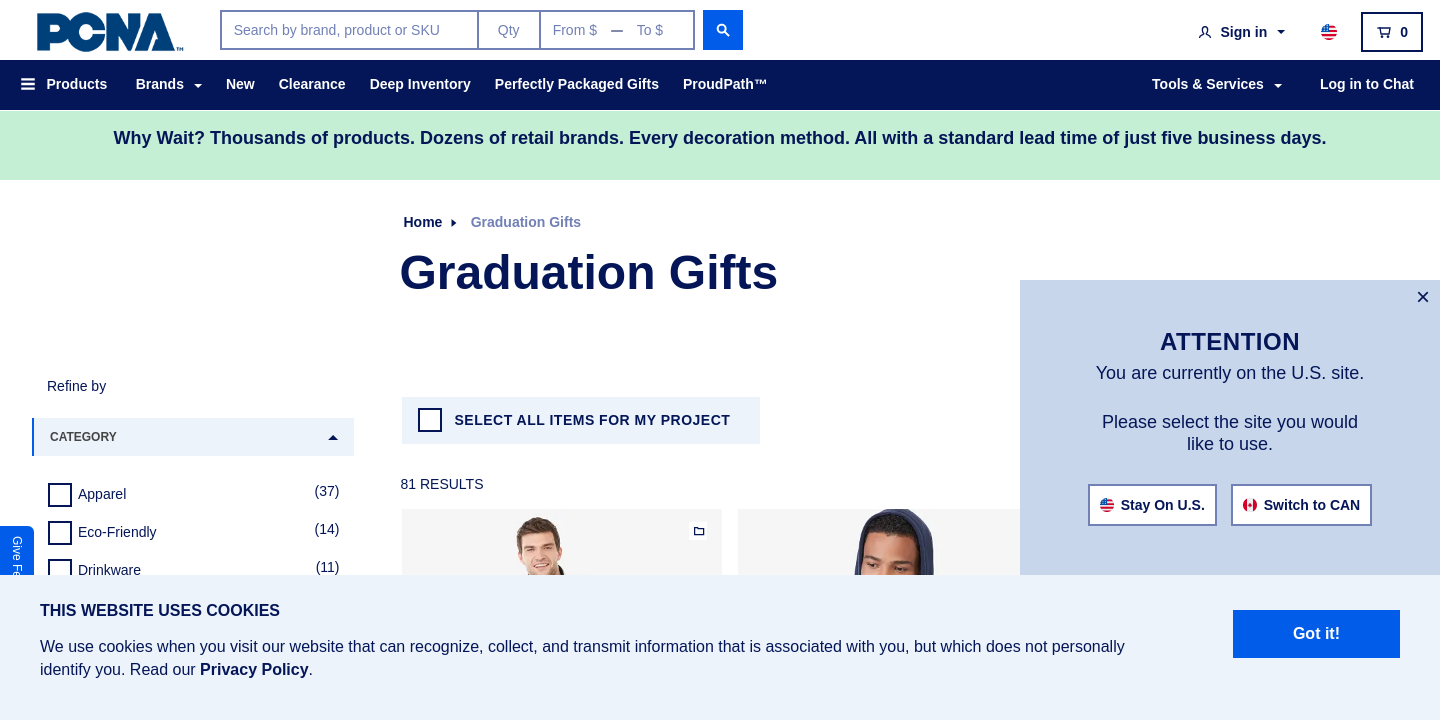 PCNA™
Search by brand, product or SKU
Qty
From $ — To $
Sign in
0
Products
Brands
New
Clearance
Deep Inventory
Perfectly Packaged Gifts
ProudPath™
Tools & Services
Log in to Chat
Why Wait? Thousands of products. Dozens of retail brands. Every decoration method. All with a standard lead time of just five business days.
Home
Graduation Gifts
Graduation Gifts
ATTENTION
You are currently on the U.S. site.
Please select the site you would
like to use.
Stay On U.S.
Switch to CAN
Refine by
CATEGORY
Apparel (37)
Eco-Friendly (14)
Drinkware (11)
SELECT ALL ITEMS FOR MY PROJECT
81 RESULTS
Give Fe
THIS WEBSITE USES COOKIES
We use cookies when you visit our website that can recognize, collect, and transmit information that is associated with you, but which does not personally
identify you. Read our Privacy Policy.
Got it!